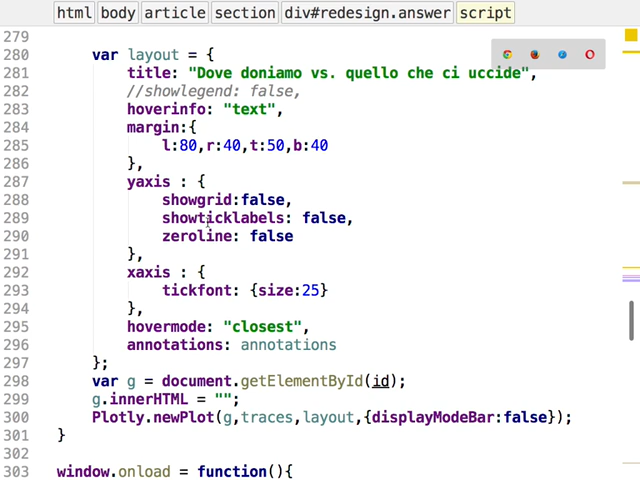 html body article section div#redesign.answer script
279
280 var layout = {
281 title: "Dove doniamo vs. quello che ci uccide",
282 //showlegend: false,
283 hoverinfo: "text",
284 margin:{
285 l:80,r:40,t:50,b:40
286 },
287 yaxis : {
288 showgrid:false,
289 showticklabels: false,
290 zeroline: false
291 },
292 xaxis : {
293 tickfont: {size:25}
294 },
295 hovermode: "closest",
296 annotations: annotations
297 };
298 var g = document.getElementById(id);
299 g.innerHTML = "";
300 Plotly.newPlot(g,traces,layout,{displayModeBar:false});
301 }
302
303 window.onload = function(){